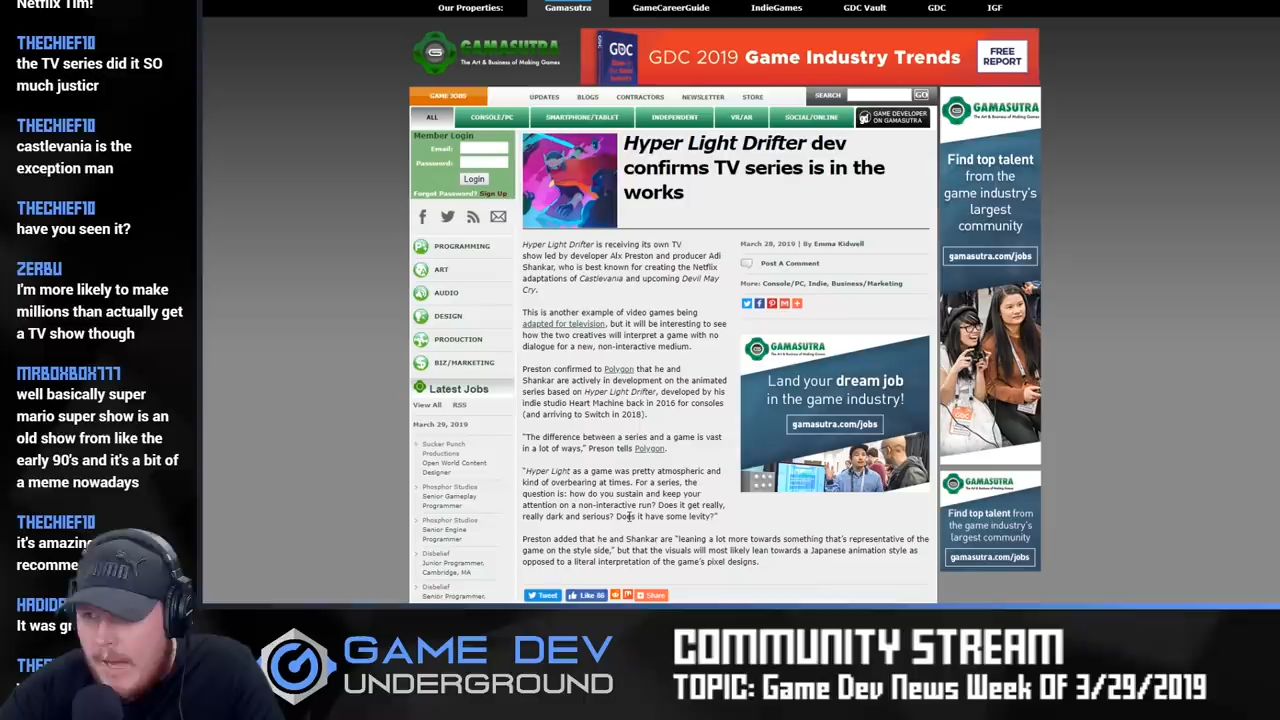 Netflix Tim!
THECHIEF10
the TV series did it SO
much justicr
THECHIEF10
castlevania is the
exception man
THECHIEF10
have you seen it?
ZERBU
I'm more likely to make
millions than actually get
a TV show though
MRBOXBOX777
well basically super
mario supershow is an
old show from like the
early 90's and it's a bit of
a meme nowadays
THECHIEF10
it's amazing
It was
Our Properties:
Gamasutra
GameCareerGuide
IndieGames
GDC Vault
GDC
IGF
GAMASUTRA
The Art & Business of Making Games
GDC
GDC 2019 Game Industry Trends
FREE
REPORT
GAME JOBS
UPDATES
BLOGS
CONTRACTORS
NEWSLETTER
STORE
SEARCH
GO
ALL
CONSOLE/PC
SMARTPHONE/TABLET
INDEPENDENT
VR/AR
SOCIAL/ONLINE
GAME DEVELOPER
ON GAMASUTRA
Member Login
Email:
Password:
Login
Forgot Password? Sign Up
PROGRAMMING
ART
AUDIO
DESIGN
PRODUCTION
BIZ/MARKETING
Latest Jobs
View All
RSS
March 29, 2019
Sucker Punch
Productions
Open World Content
Designer
Phosphor Studios
Senior Gameplay
Programmer
Phosphor Studios
Senior Engine
Programmer
Disbelief
Junior Programmer,
Cambridge, MA
Disbelief
Senior Programmer,
Hyper Light Drifter dev
confirms TV series is in the
works
Hyper Light Drifter is receiving its own TV
show led by developer Alx Preston and producer Adi
Shankar, who is best known for creating the Netflix
adaptations of Castlevania and upcoming Devil May
Cry.
This is another example of video games being
adapted for television, but it will be interesting to see
how the two creatives will interpret a game with no
dialogue for a new, non-interactive medium.
Preston confirmed to Polygon that he and
Shankar are actively in development on the animated
series based on Hyper Light Drifter, developed by his
indie studio Heart Machine back in 2016 for consoles
(and arriving to Switch in 2018).
"The difference between a series and a game is vast
in a lot of ways," Preson tells Polygon.
"Hyper Light as a game was pretty atmospheric and
kind of overbearing at times. For a series, the
question is: how do you sustain and keep your
attention on a non-interactive run? Does it get really,
really dark and serious? Does it have some levity?"
Preston added that he and Shankar are "leaning a lot more towards something that's representative of the
game on the style side," but that the visuals will most likely lean towards a Japanese animation style as
opposed to a literal interpretation of the game's pixel designs.
Tweet
Like 86
Share
March 28, 2019 | By Emma Kidwell
Post A Comment
More: Console/PC, Indie, Business/Marketing
GAMASUTRA
Land your dream job
in the game industry!
gamasutra.com/jobs
GAMASUTRA
Find top talent
from the
game industry's
largest
community
gamasutra.com/jobs
GAMASUTRA
Find top talent from the
game industry's
largest community
gamasutra.com/jobs
GAME DEV
UNDERGROUND
COMMUNITY STREAM
TOPIC: Game Dev News Week OF 3/29/2019